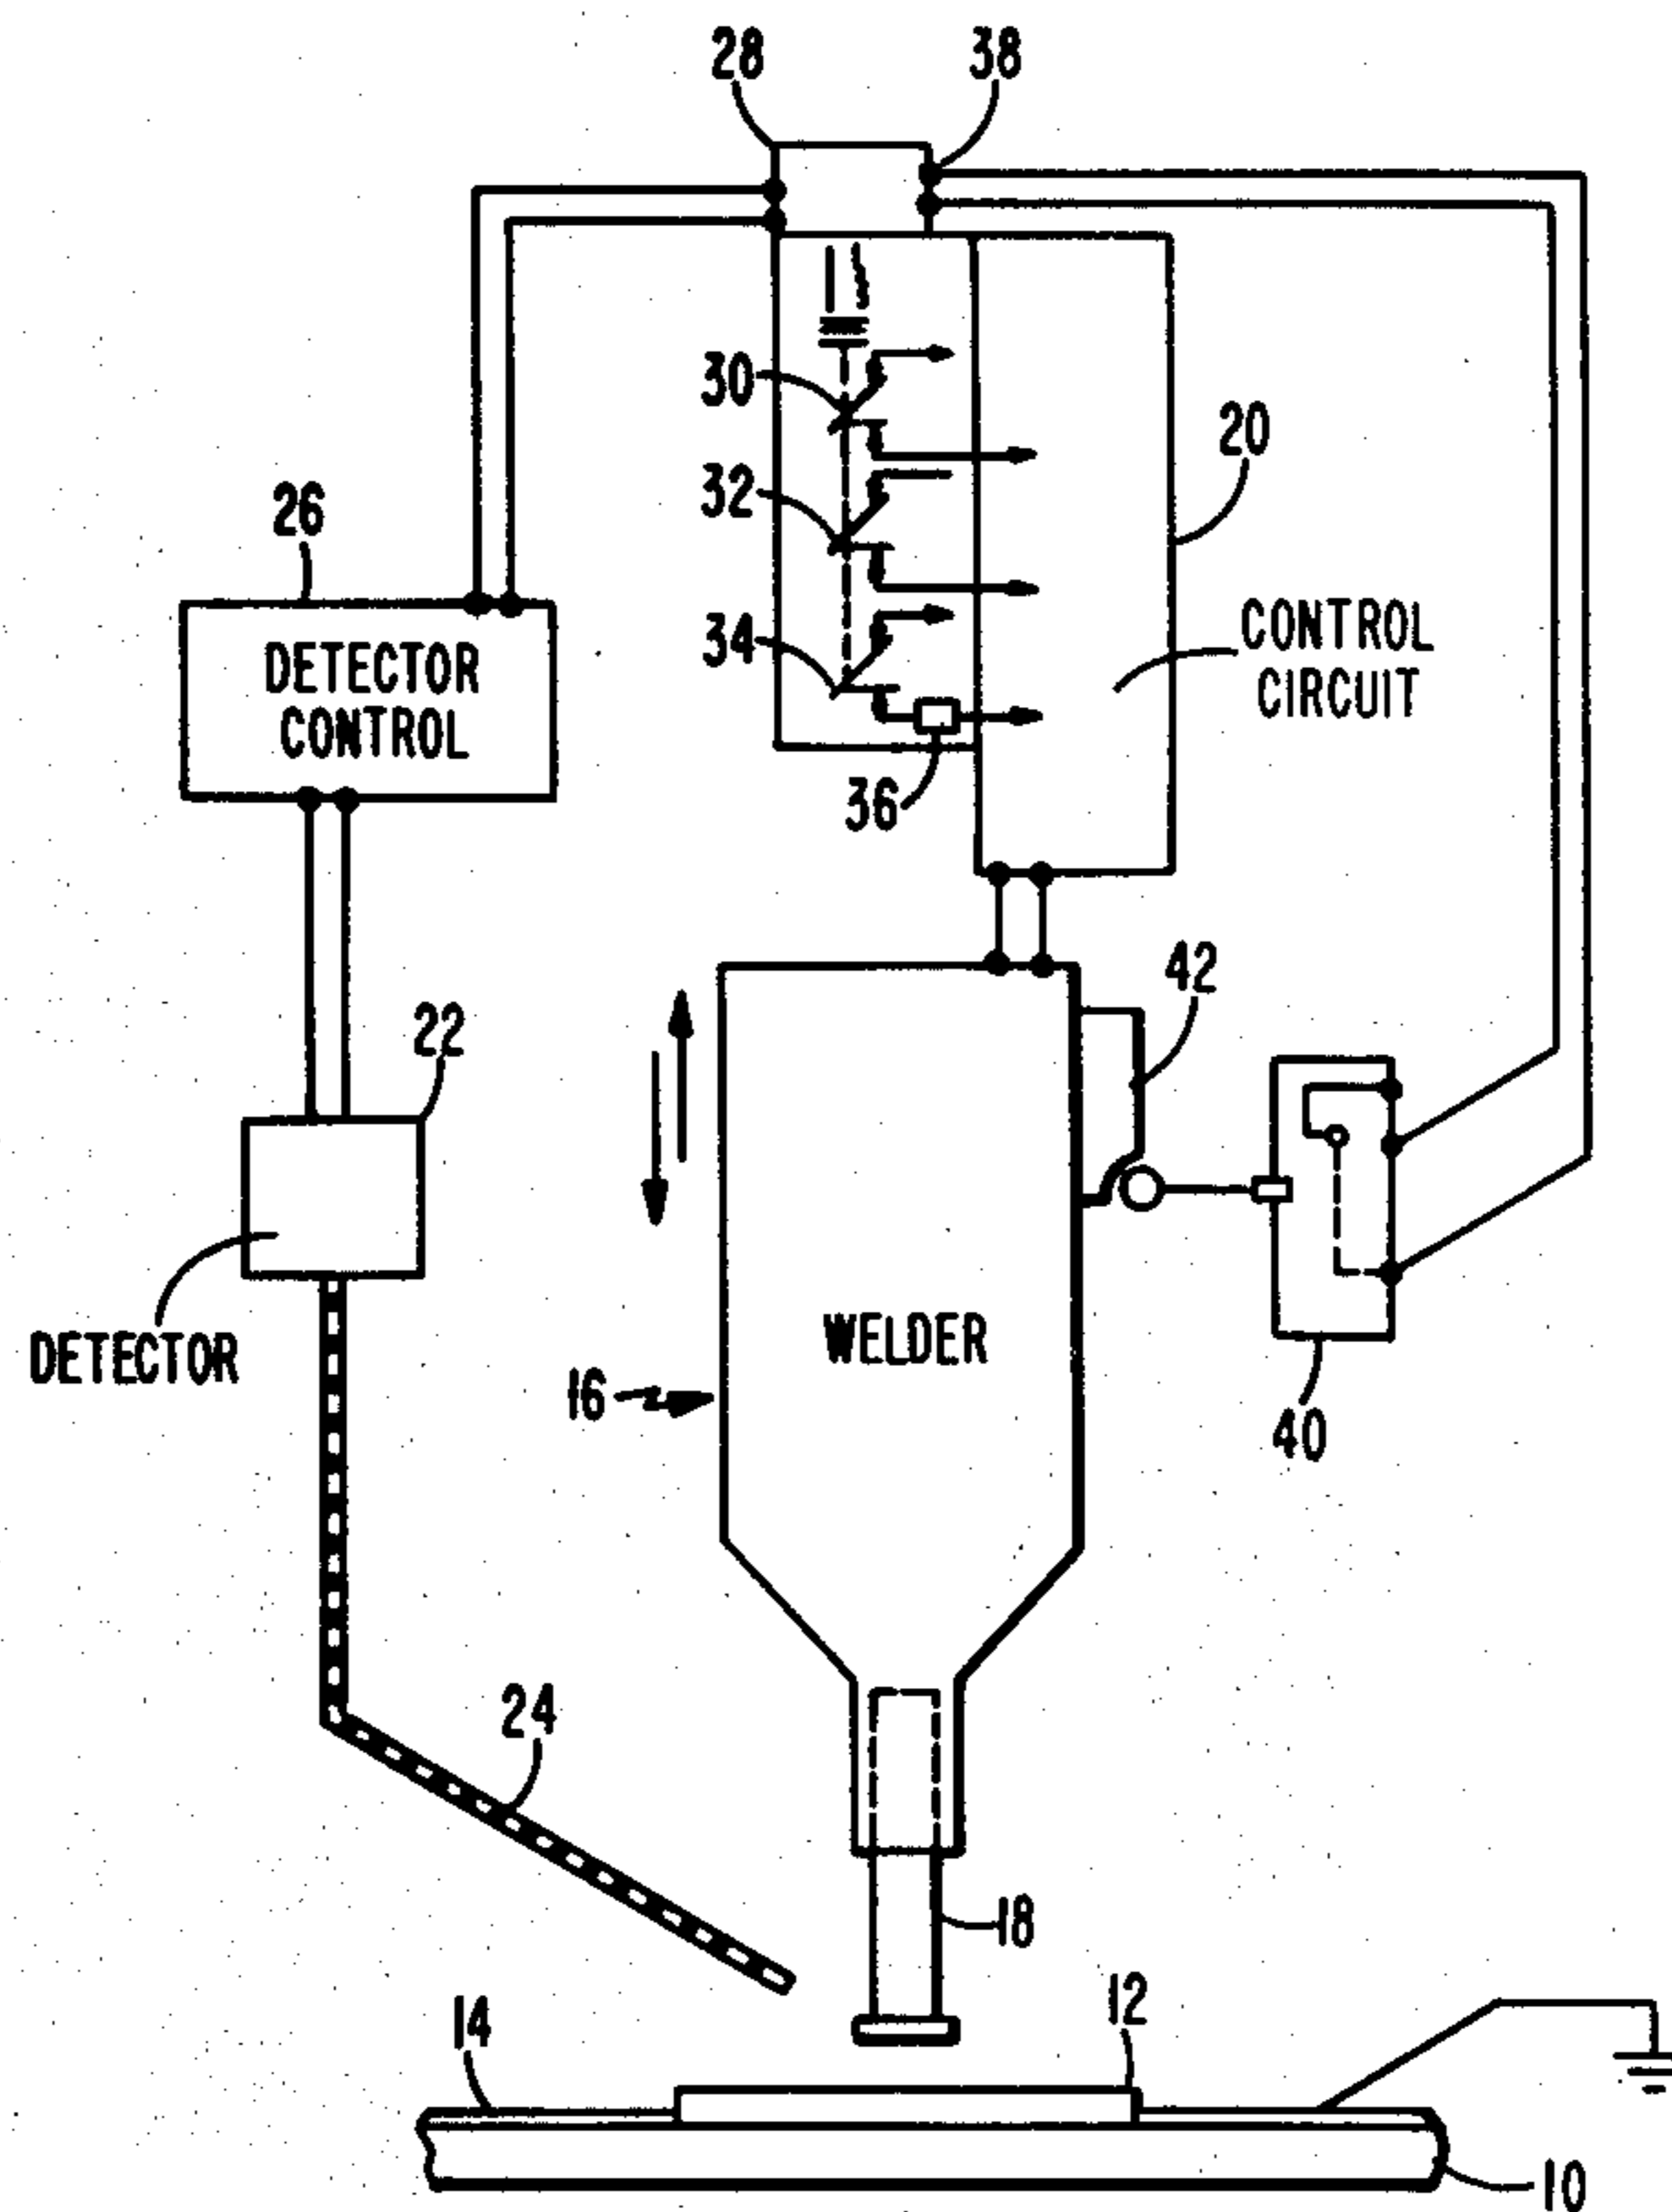 28
38
30
20
32
26
34
DETECTOR
CONTROL
CONTROL
CIRCUIT
36
42
22
DETECTOR
WELDER
16
40
24
18
12
14
10